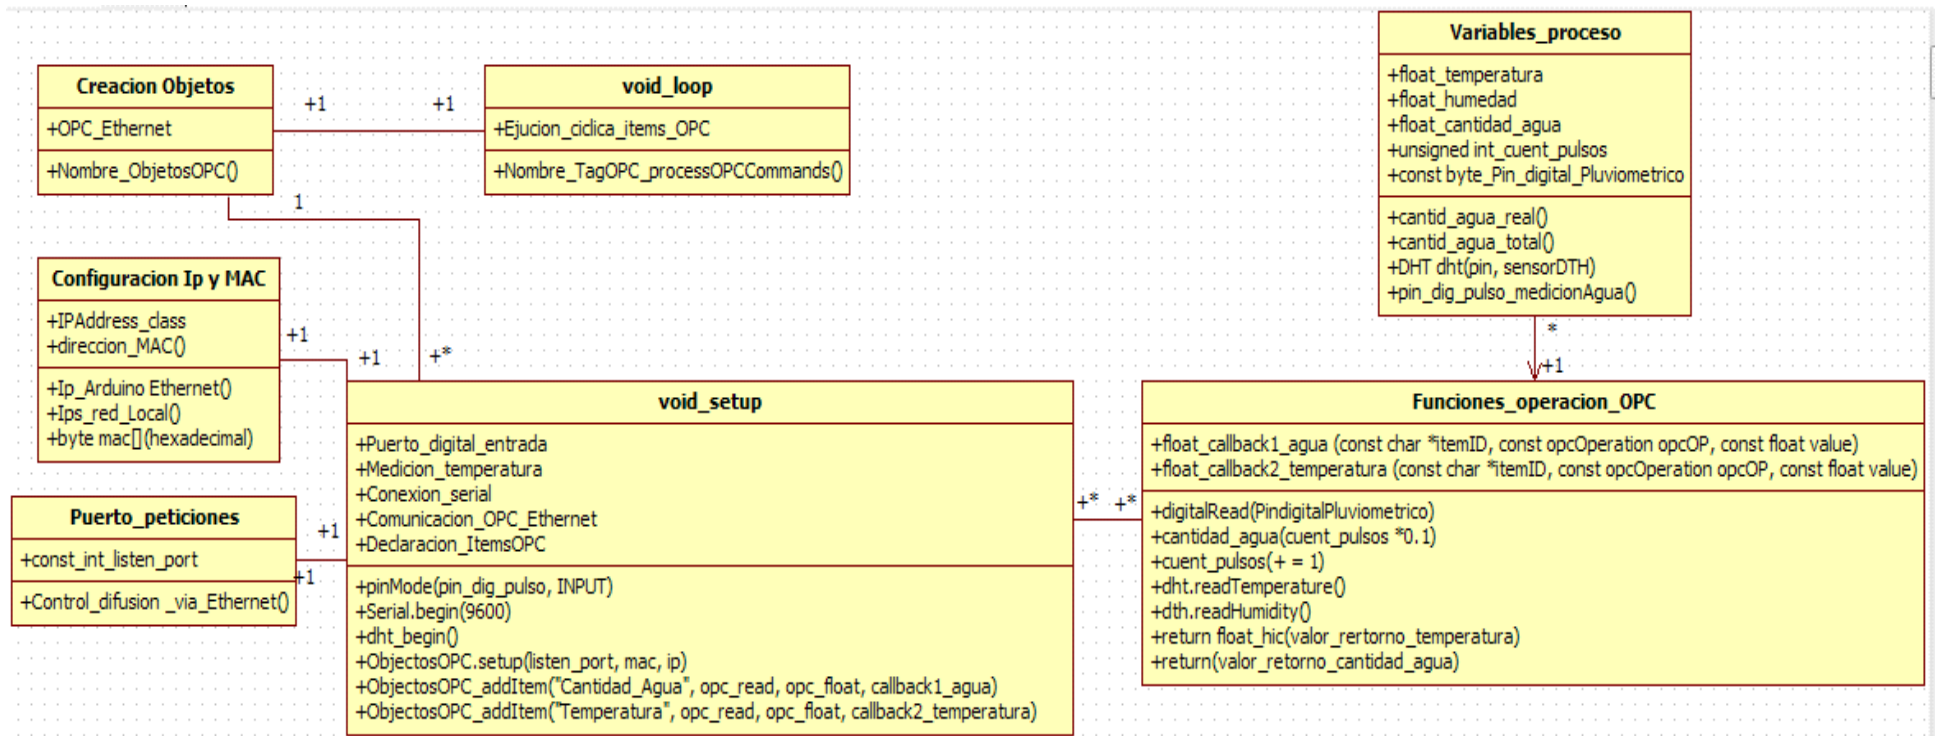 Creacion Objetos
+OPC_Ethernet
+Nombre_ObjetosOPC()
+1
+1
void_loop
+Ejucion_ciclica_items_OPC
+Nombre_TagOPC_processOPCCommands()
1
+*
Configuracion Ip y MAC
+IPAddress_class
+direccion_MAC()
+Ip_Arduino Ethernet()
+Ips_red_Local()
+byte mac[](hexadecimal)
+1
+1
Puerto_peticiones
+const_int_listen_port
+Control_difusion _via_Ethernet()
+1
+1
void_setup
+Puerto_digital_entrada
+Medicion_temperatura
+Conexion_serial
+Comunicacion_OPC_Ethernet
+Declaracion_ItemsOPC
+pinMode(pin_dig_pulso, INPUT)
+Serial.begin(9600)
+dht_begin()
+ObjectosOPC.setup(listen_port, mac, ip)
+ObjectosOPC_addItem("Cantidad_Agua", opc_read, opc_float, callback1_agua)
+ObjectosOPC_addItem("Temperatura", opc_read, opc_float, callback2_temperatura)
+*
+*
Variables_proceso
+float_temperatura
+float_humedad
+float_cantidad_agua
+unsigned int_cuent_pulsos
+const byte_Pin_digital_Pluviometrico
+cantid_agua_real()
+cantid_agua_total()
+DHT dht(pin, sensorDTH)
+pin_dig_pulso_medicionAgua()
*
+1
Funciones_operacion_OPC
+float_callback1_agua (const char *itemID, const opcOperation opcOP, const float value)
+float_callback2_temperatura (const char *itemID, const opcOperation opcOP, const float value)
+digitalRead(PindigitalPluviometrico)
+cantidad_agua(cuent_pulsos *0.1)
+cuent_pulsos(+ = 1)
+dht.readTemperature()
+dth.readHumidity()
+return float_hic(valor_rertorno_temperatura)
+return(valor_retorno_cantidad_agua)